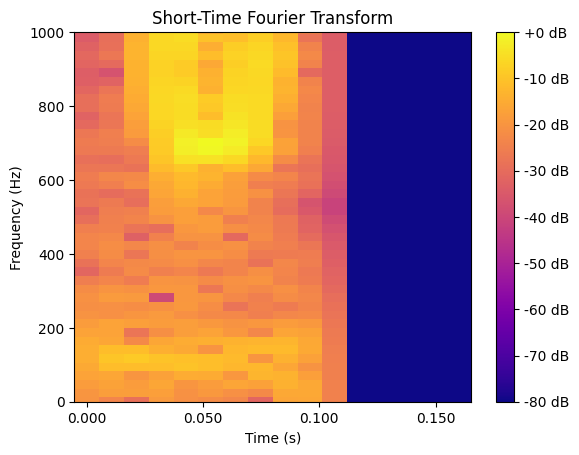 Short-Time Fourier Transform
1000
800
600
400
200
0
Frequency (Hz)
0.000
0.050
0.100
0.150
Time (s)
+0 dB
-10 dB
-20 dB
-30 dB
-40 dB
-50 dB
-60 dB
-70 dB
-80 dB